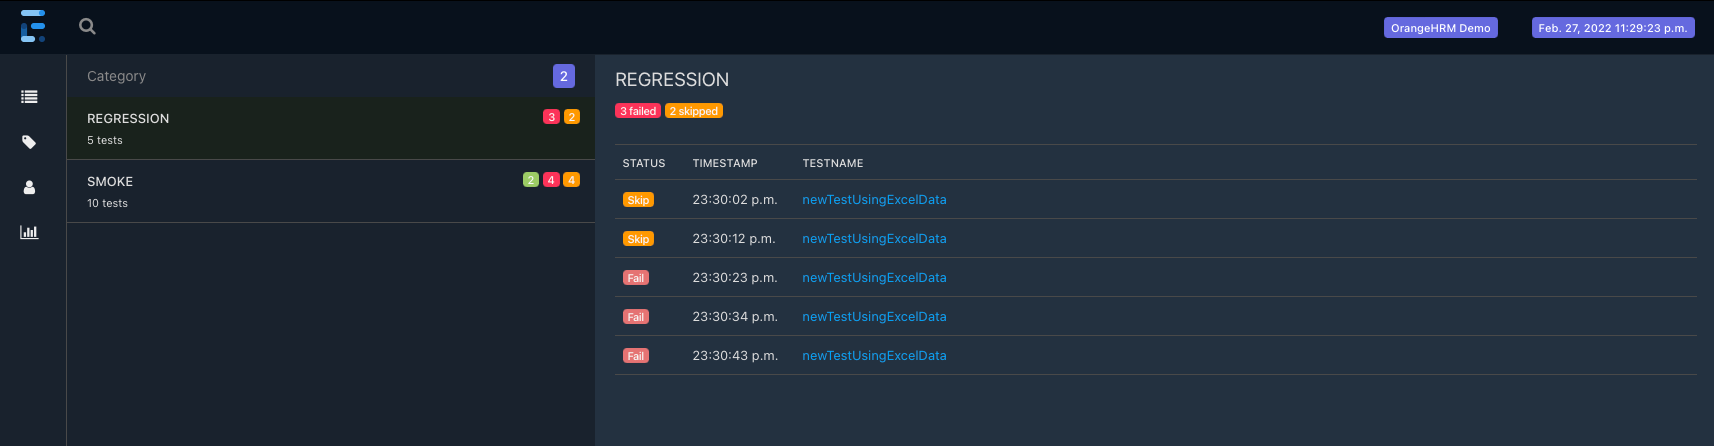 OrangeHRM Demo Feb. 27, 2022 11:29:23 p.m.
Category 2
REGRESSION 3 2
5 tests
SMOKE 2 4 4
10 tests
REGRESSION
3 failed 2 skipped
STATUS TIMESTAMP TESTNAME
Skip 23:30:02 p.m. newTestUsingExcelData
Skip 23:30:12 p.m. newTestUsingExcelData
Fail 23:30:23 p.m. newTestUsingExcelData
Fail 23:30:34 p.m. newTestUsingExcelData
Fail 23:30:43 p.m. newTestUsingExcelData